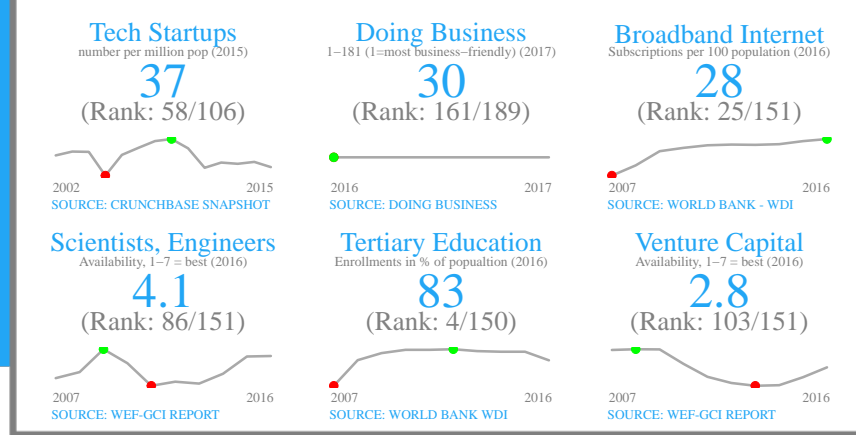 Tech Startups
number per million pop (2015)
37
(Rank: 58/106)
2002 2015
SOURCE: CRUNCHBASE SNAPSHOT
Doing Business
1−181 (1=most business−friendly) (2017)
30
(Rank: 161/189)
2016 2017
SOURCE: DOING BUSINESS
Broadband Internet
Subscriptions per 100 population (2016)
28
(Rank: 25/151)
2007 2016
SOURCE: WORLD BANK - WDI
Scientists, Engineers
Availability, 1−7 = best (2016)
4.1
(Rank: 86/151)
2007 2016
SOURCE: WEF-GCI REPORT
Tertiary Education
Enrollments in % of popualtion (2016)
83
(Rank: 4/150)
2007 2016
SOURCE: WORLD BANK WDI
Venture Capital
Availability, 1−7 = best (2016)
2.8
(Rank: 103/151)
2007 2016
SOURCE: WEF-GCI REPORT